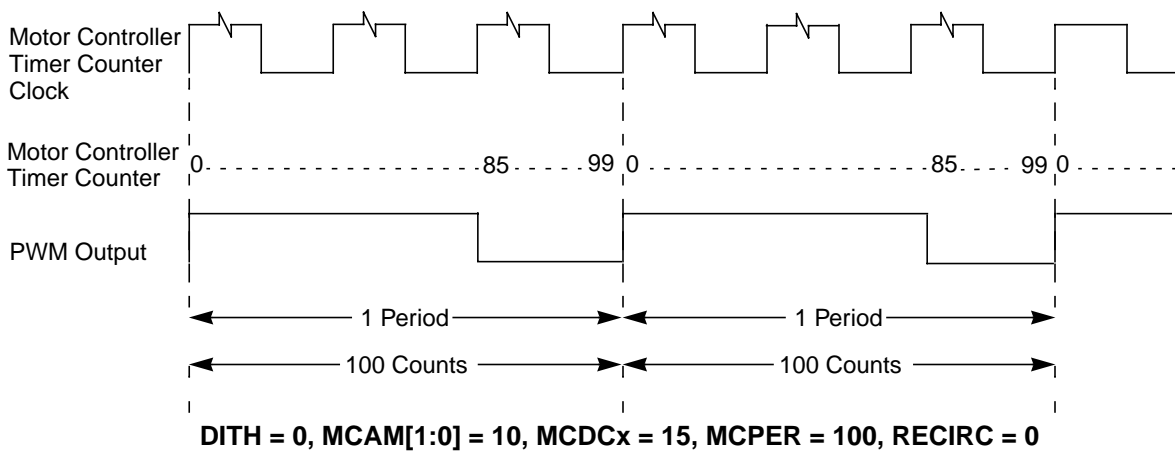 Motor Controller
Timer Counter
Clock
Motor Controller
Timer Counter
0 85 99 0 85 99 0
PWM Output
1 Period 1 Period
100 Counts 100 Counts
DITH = 0, MCAM[1:0] = 10, MCDCx = 15, MCPER = 100, RECIRC = 0